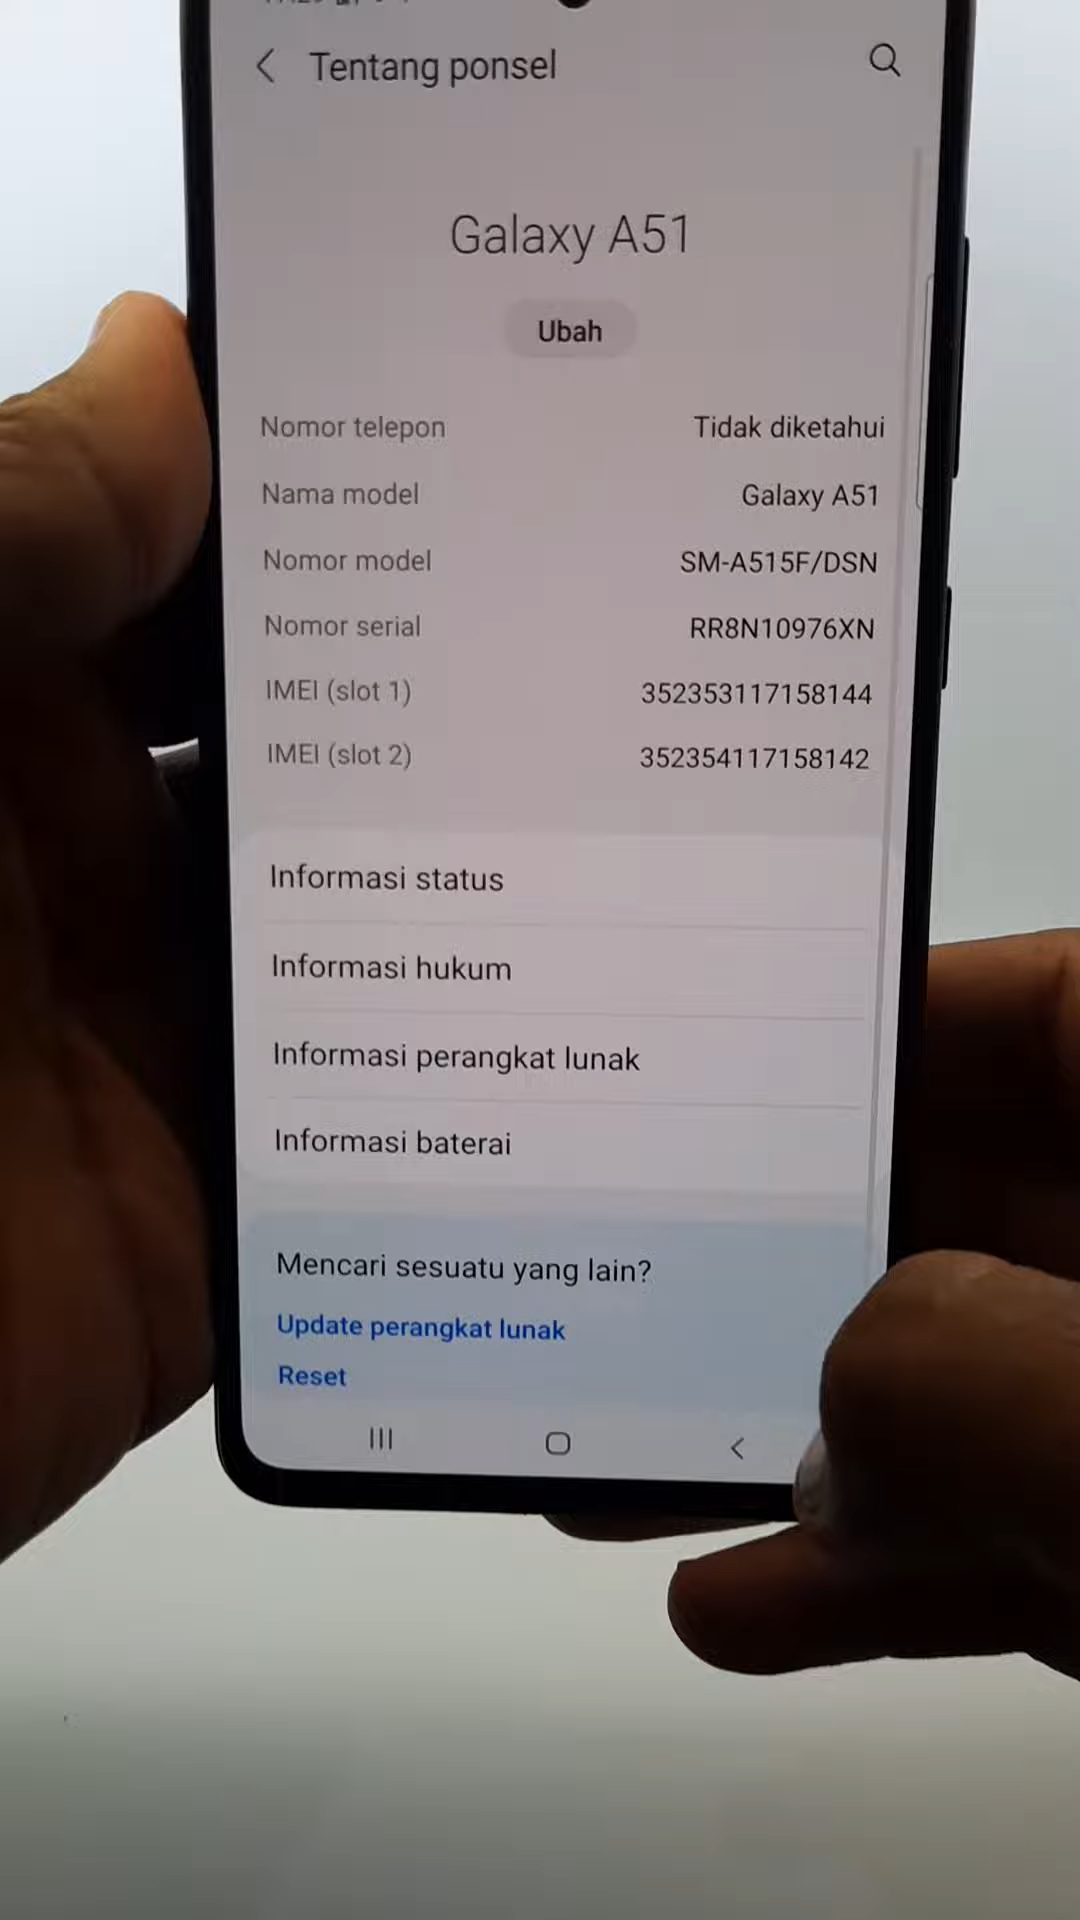 Tentang ponsel
Galaxy A51
Ubah
Nomor telepon Tidak diketahui
Nama model Galaxy A51
Nomor model SM-A515F/DSN
Nomor serial RR8N10976XN
IMEI (slot 1) 352353117158144
IMEI (slot 2) 352354117158142
Informasi status
Informasi hukum
Informasi perangkat lunak
Informasi baterai
Mencari sesuatu yang lain?
Update perangkat lunak
Reset